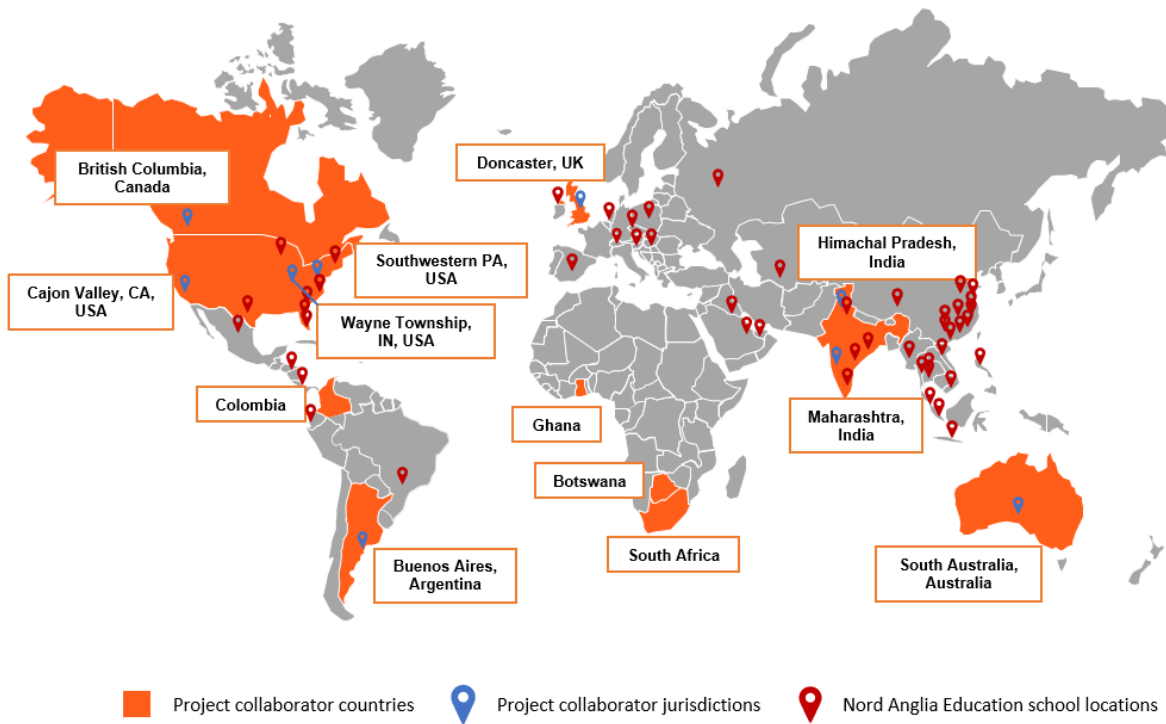 British Columbia,
Canada
Doncaster, UK
Himachal Pradesh,
India
Southwestern PA,
USA
Cajon Valley, CA,
USA
Wayne Township,
IN, USA
Colombia
Ghana
Maharashtra,
India
Botswana
South Africa
Buenos Aires,
Argentina
South Australia,
Australia
Project collaborator countries
Project collaborator jurisdictions
Nord Anglia Education school locations